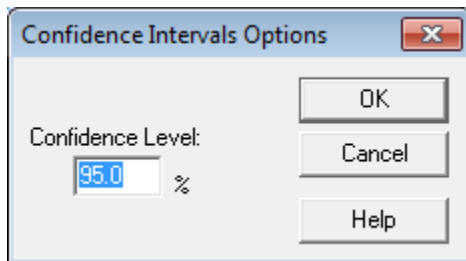 Confidence Intervals Options
OK
Confidence Level:
Cancel
95.0 %
Help